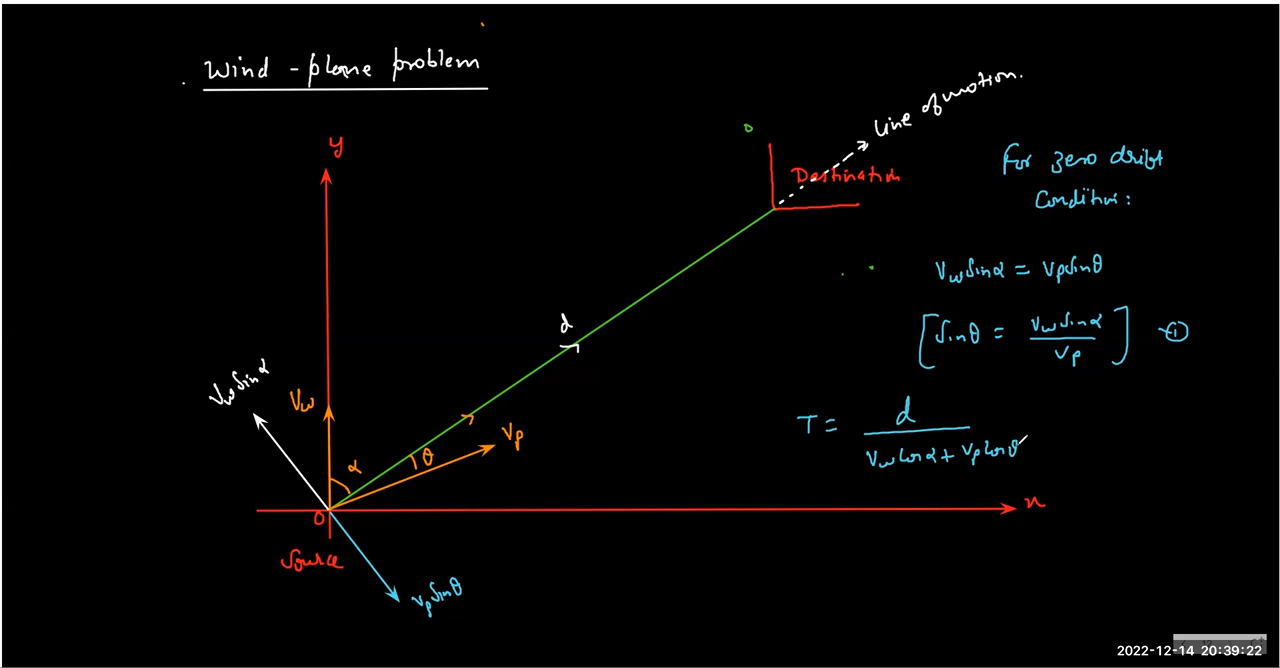 Wind - plane problem
y
Line of motion.
Destination
For zero drift
Condition:
Vw Sinα = Vp Sinθ
[Sinθ = Vw Sinα / Vp] ①
d
Vw Sinα
Vw
α
θ
Vp
T = d / Vw Cosα + Vp Cosθ
O
x
Source
Vp Sinθ
2022-12-14 20:39:22